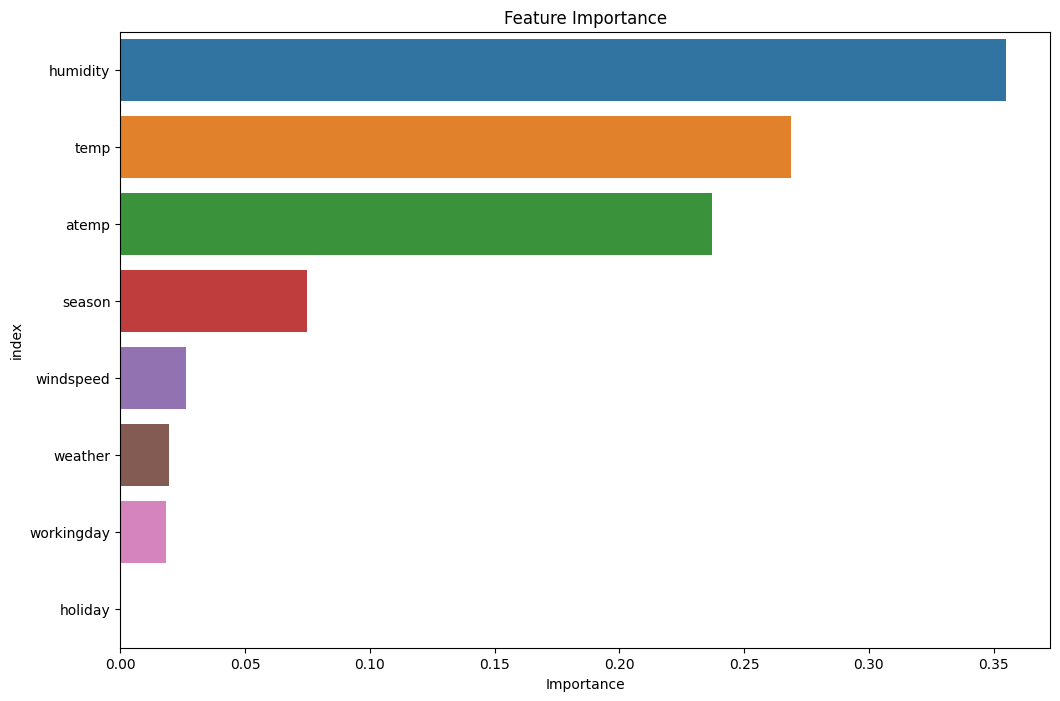 Feature Importance
humidity
temp
atemp
season
windspeed
weather
workingday
holiday
index
0.00 0.05 0.10 0.15 0.20 0.25 0.30 0.35
Importance